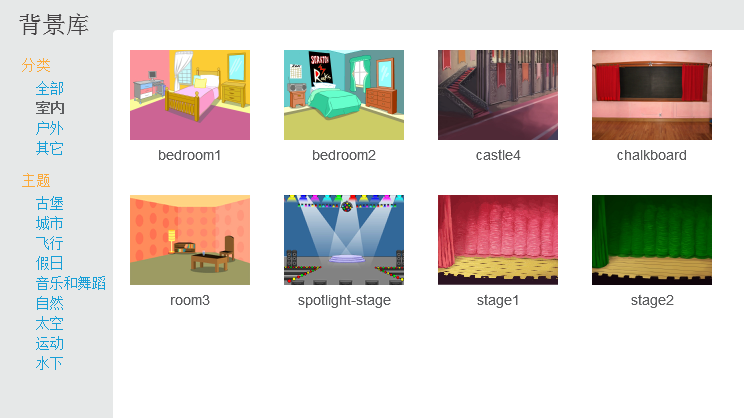 背景库
分类
全部
室内
户外
其它
主题
古堡
城市
飞行
假日
音乐和舞蹈
自然
太空
运动
水下
bedroom1
bedroom2
castle4
chalkboard
room3
spotlight-stage
stage1
stage2